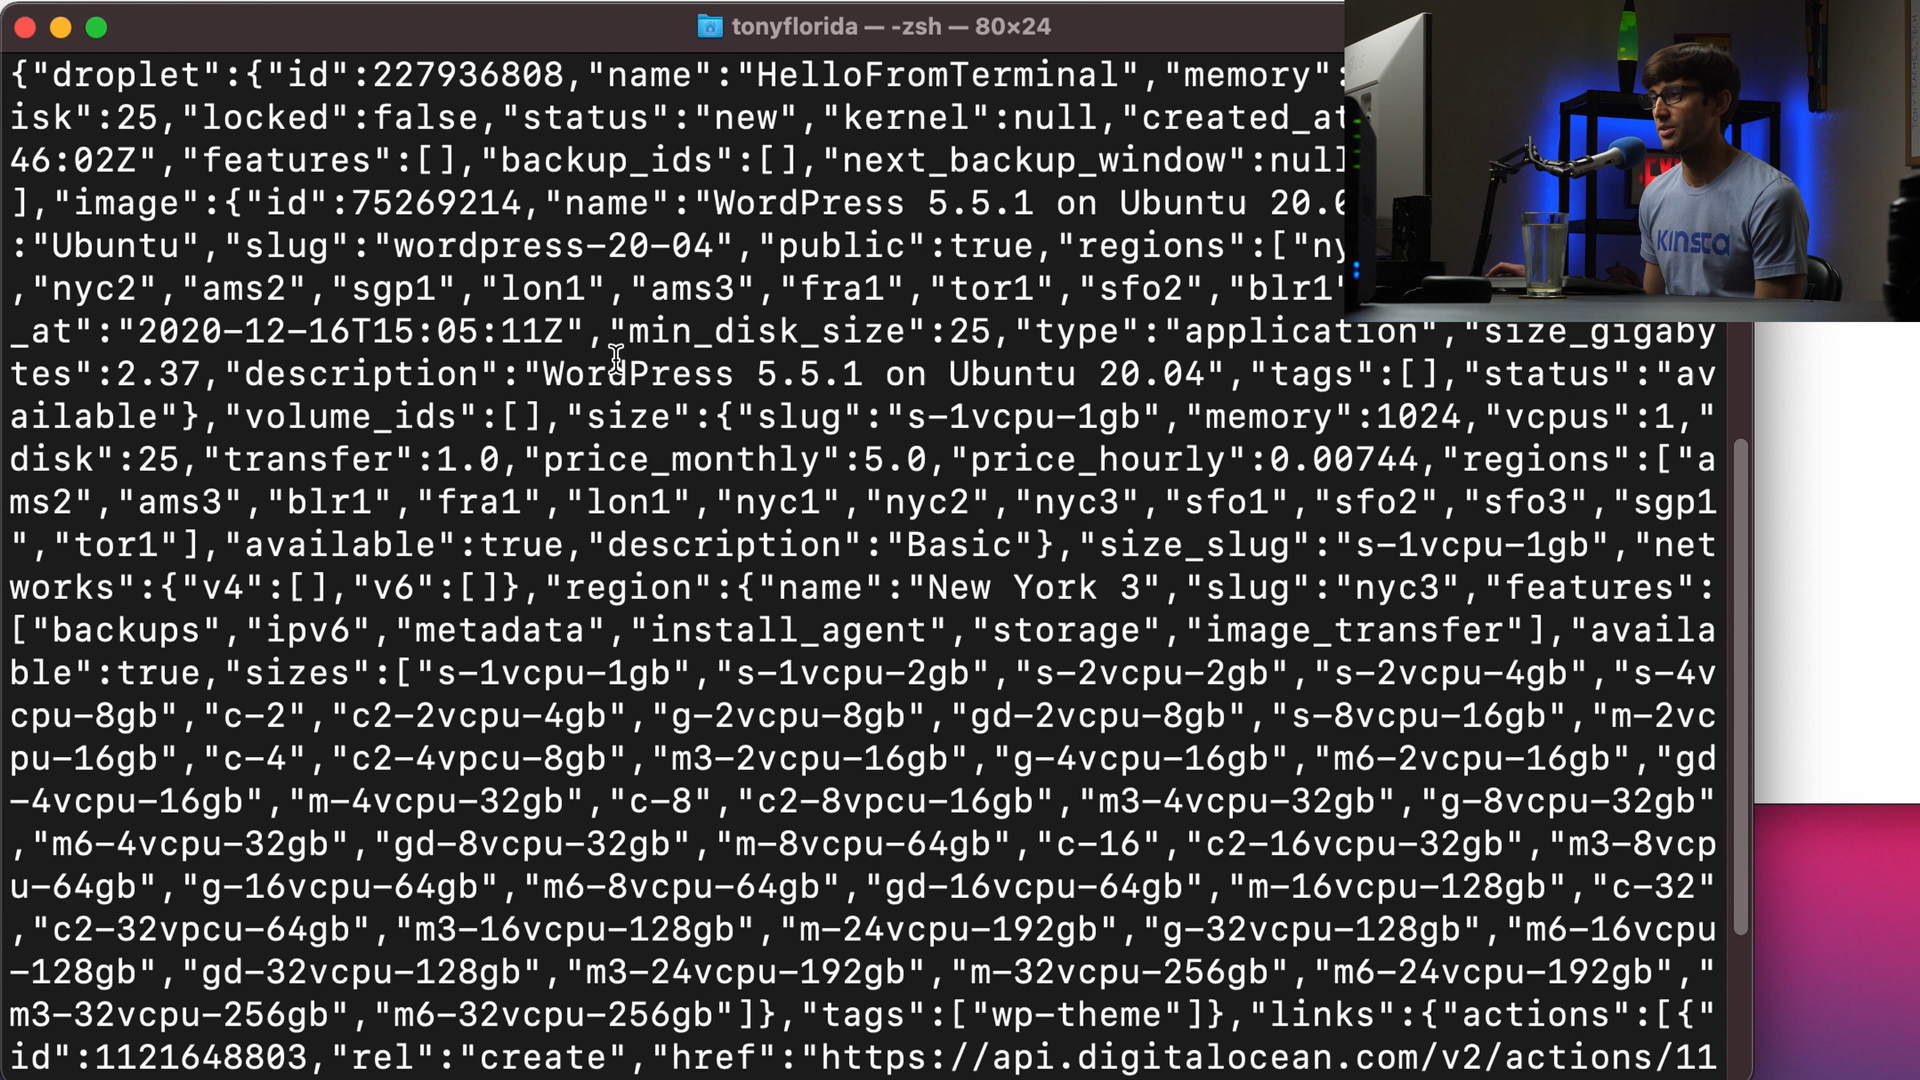 tonyflorida — -zsh — 80×24
{"droplet":{"id":227936808,"name":"HelloFromTerminal","memory":
isk":25,"locked":false,"status":"new","kernel":null,"created_at
46:02Z","features":[],"backup_ids":[],"next_backup_window":null
],"image":{"id":75269214,"name":"WordPress 5.5.1 on Ubuntu 20.0
:"Ubuntu","slug":"wordpress-20-04","public":true,"regions":["ny
,"nyc2","ams2","sgp1","lon1","ams3","fra1","tor1","sfo2","blr1"
_at":"2020-12-16T15:05:11Z","min_disk_size":25,"type":"application","size_gigaby
tes":2.37,"description":"WordPress 5.5.1 on Ubuntu 20.04","tags":[],"status":"av
ailable"},"volume_ids":[],"size":{"slug":"s-1vcpu-1gb","memory":1024,"vcpus":1,"
disk":25,"transfer":1.0,"price_monthly":5.0,"price_hourly":0.00744,"regions":["a
ms2","ams3","blr1","fra1","lon1","nyc1","nyc2","nyc3","sfo1","sfo2","sfo3","sgp1
","tor1"],"available":true,"description":"Basic"},"size_slug":"s-1vcpu-1gb","net
works":{"v4":[],"v6":[]},"region":{"name":"New York 3","slug":"nyc3","features":
["backups","ipv6","metadata","install_agent","storage","image_transfer"],"availa
ble":true,"sizes":["s-1vcpu-1gb","s-1vcpu-2gb","s-2vcpu-2gb","s-2vcpu-4gb","s-4v
cpu-8gb","c-2","c2-2vcpu-4gb","g-2vcpu-8gb","gd-2vcpu-8gb","s-8vcpu-16gb","m-2vc
pu-16gb","c-4","c2-4vpcu-8gb","m3-2vcpu-16gb","g-4vcpu-16gb","m6-2vcpu-16gb","gd
-4vcpu-16gb","m-4vcpu-32gb","c-8","c2-8vpcu-16gb","m3-4vcpu-32gb","g-8vcpu-32gb"
,"m6-4vcpu-32gb","gd-8vcpu-32gb","m-8vcpu-64gb","c-16","c2-16vcpu-32gb","m3-8vcp
u-64gb","g-16vcpu-64gb","m6-8vcpu-64gb","gd-16vcpu-64gb","m-16vcpu-128gb","c-32"
,"c2-32vpcu-64gb","m3-16vcpu-128gb","m-24vcpu-192gb","g-32vcpu-128gb","m6-16vcpu
-128gb","gd-32vcpu-128gb","m3-24vcpu-192gb","m-32vcpu-256gb","m6-24vcpu-192gb","
m3-32vcpu-256gb","m6-32vcpu-256gb"]},"tags":["wp-theme"]},"links":{"actions":[{"
id":1121648803,"rel":"create","href":"https://api.digitalocean.com/v2/actions/11
KINSTA